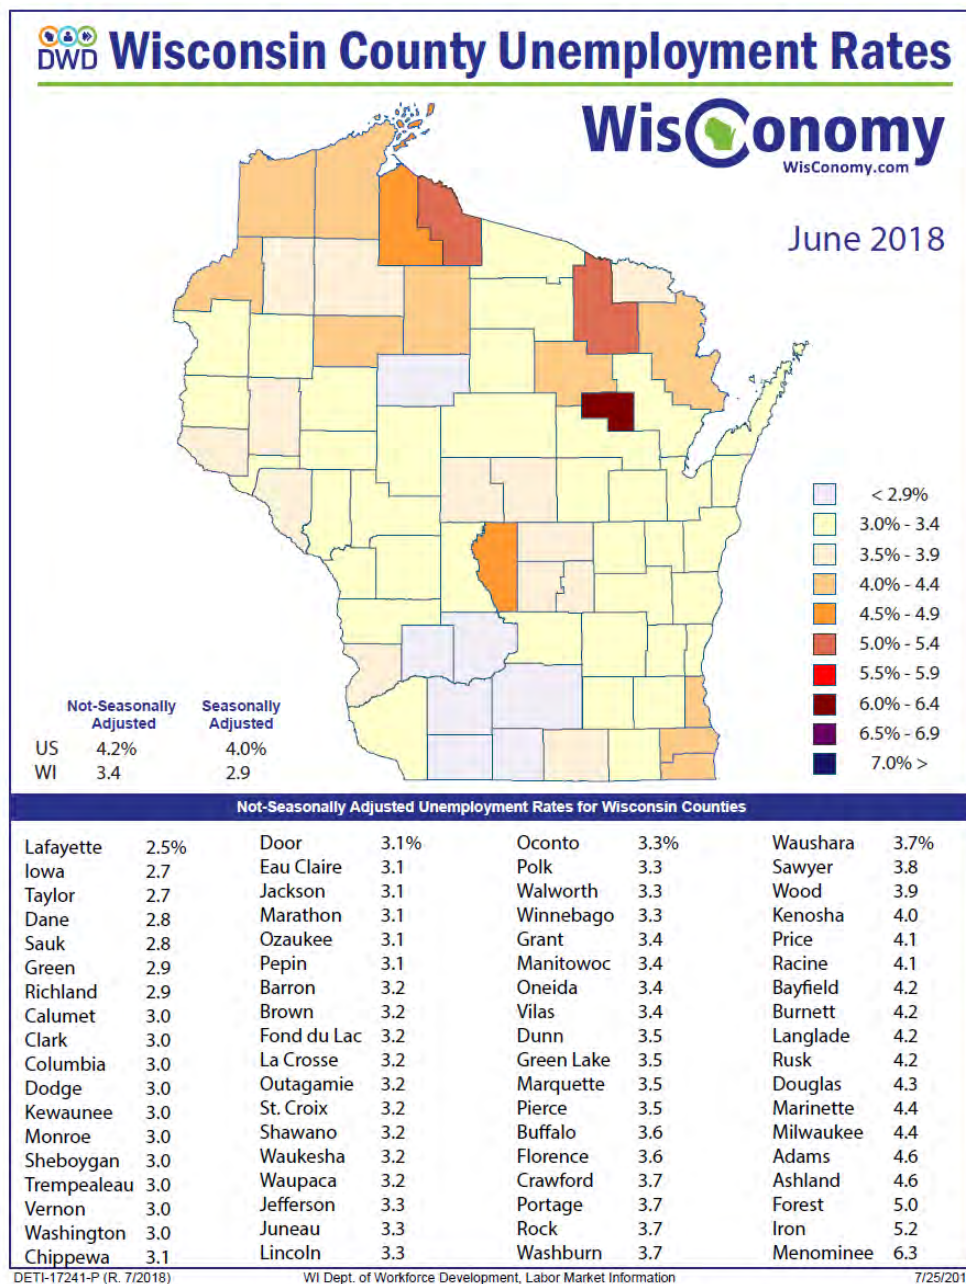 DWD Wisconsin County Unemployment Rates
WisConomy
WisConomy.com
June 2018
< 2.9%
3.0% - 3.4
3.5% - 3.9
4.0% - 4.4
4.5% - 4.9
5.0% - 5.4
5.5% - 5.9
6.0% - 6.4
6.5% - 6.9
7.0% >
Not-Seasonally Adjusted Seasonally Adjusted
US 4.2% 4.0%
WI 3.4 2.9
Not-Seasonally Adjusted Unemployment Rates for Wisconsin Counties
Lafayette 2.5%
Iowa 2.7
Taylor 2.7
Dane 2.8
Sauk 2.8
Green 2.9
Richland 2.9
Calumet 3.0
Clark 3.0
Columbia 3.0
Dodge 3.0
Kewaunee 3.0
Monroe 3.0
Sheboygan 3.0
Trempealeau 3.0
Vernon 3.0
Washington 3.0
Chippewa 3.1
Door 3.1%
Eau Claire 3.1
Jackson 3.1
Marathon 3.1
Ozaukee 3.1
Pepin 3.1
Barron 3.2
Brown 3.2
Fond du Lac 3.2
La Crosse 3.2
Outagamie 3.2
St. Croix 3.2
Shawano 3.2
Waukesha 3.2
Waupaca 3.2
Jefferson 3.3
Juneau 3.3
Lincoln 3.3
Oconto 3.3%
Polk 3.3
Walworth 3.3
Winnebago 3.3
Grant 3.4
Manitowoc 3.4
Oneida 3.4
Vilas 3.4
Dunn 3.5
Green Lake 3.5
Marquette 3.5
Pierce 3.5
Buffalo 3.6
Florence 3.6
Crawford 3.7
Portage 3.7
Rock 3.7
Washburn 3.7
Waushara 3.7%
Sawyer 3.8
Wood 3.9
Kenosha 4.0
Price 4.1
Racine 4.1
Bayfield 4.2
Burnett 4.2
Langlade 4.2
Rusk 4.2
Douglas 4.3
Marinette 4.4
Milwaukee 4.4
Adams 4.6
Ashland 4.6
Forest 5.0
Iron 5.2
Menominee 6.3
DETI-17241-P (R. 7/2018) WI Dept. of Workforce Development, Labor Market Information 7/25/201